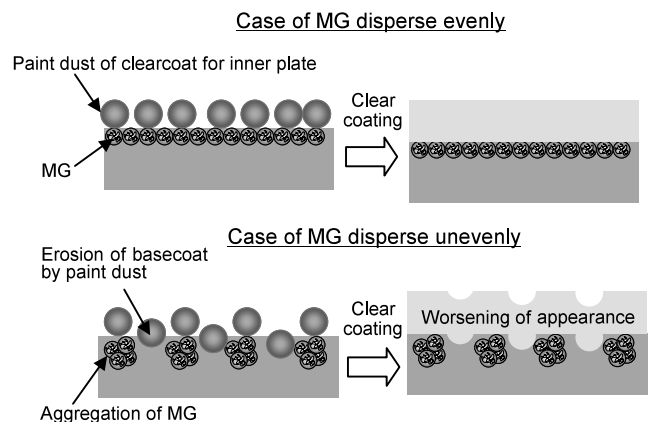 Case of MG disperse evenly
Paint dust of clearcoat for inner plate
MG
Clear
coating
Case of MG disperse unevenly
Erosion of basecoat
by paint dust
Aggregation of MG
Clear
coating
Worsening of appearance